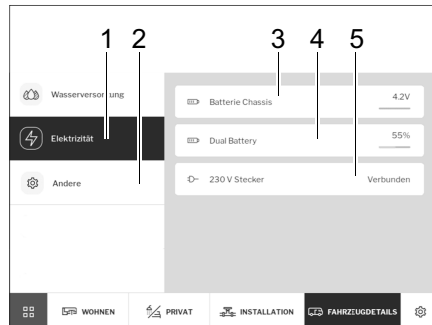 1 2 3 4 5
Wasserversorgung
Batterie Chassis 4.2V
Elektrizität
Dual Battery 55%
Andere
230 V Stecker Verbunden
WOHNEN PRIVAT INSTALLATION FAHRZEUGDETAILS